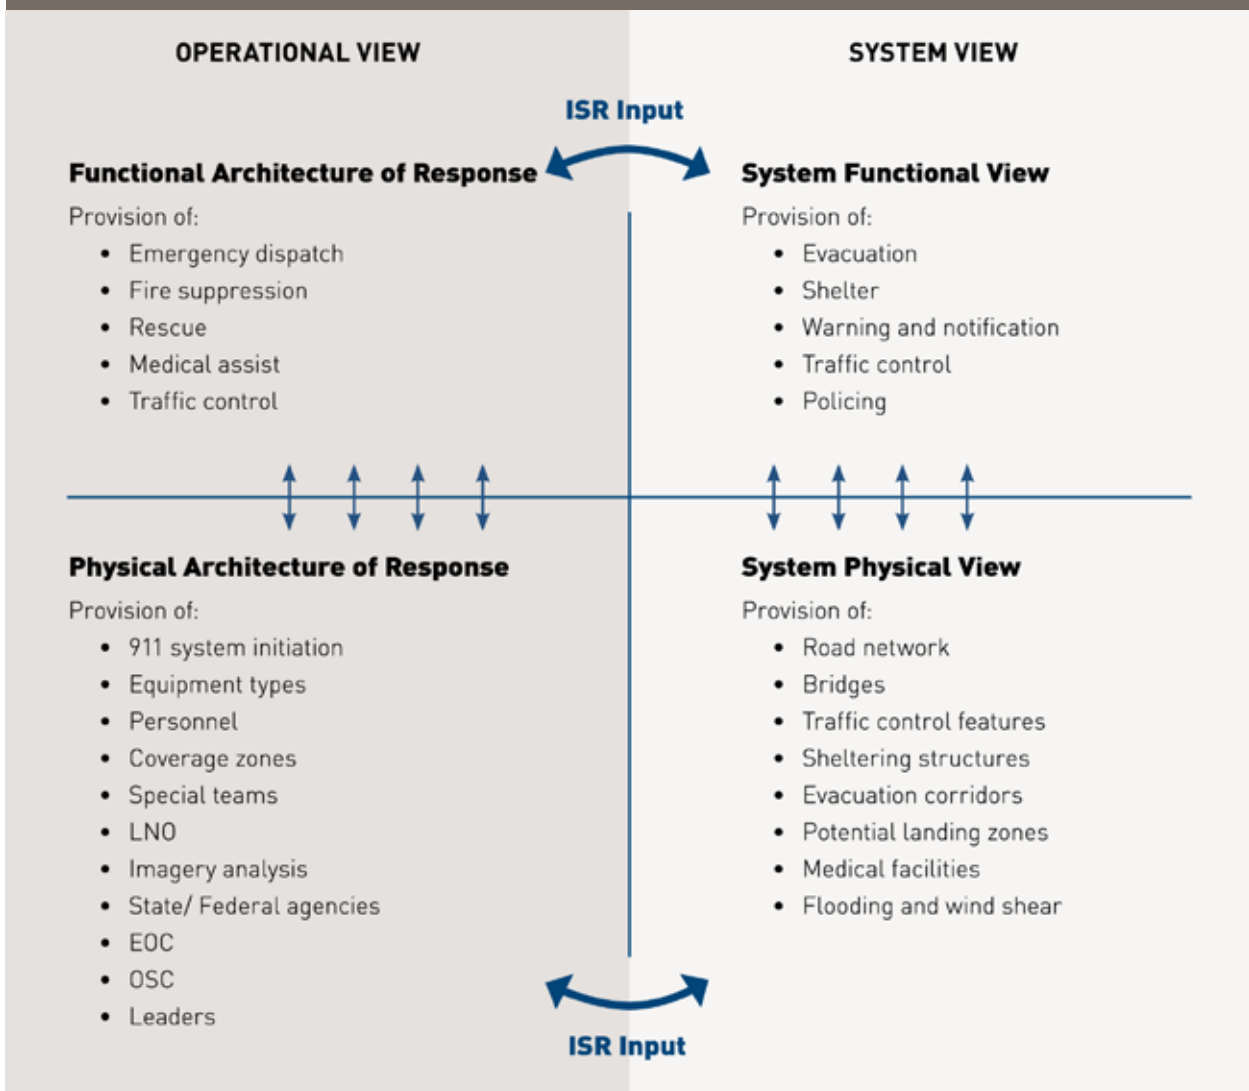 OPERATIONAL VIEW
SYSTEM VIEW
ISR Input
Functional Architecture of Response
Provision of:
• Emergency dispatch
• Fire suppression
• Rescue
• Medical assist
• Traffic control
System Functional View
Provision of:
• Evacuation
• Shelter
• Warning and notification
• Traffic control
• Policing
Physical Architecture of Response
Provision of:
• 911 system initiation
• Equipment types
• Personnel
• Coverage zones
• Special teams
• LNO
• Imagery analysis
• State/ Federal agencies
• EOC
• OSC
• Leaders
System Physical View
Provision of:
• Road network
• Bridges
• Traffic control features
• Sheltering structures
• Evacuation corridors
• Potential landing zones
• Medical facilities
• Flooding and wind shear
ISR Input